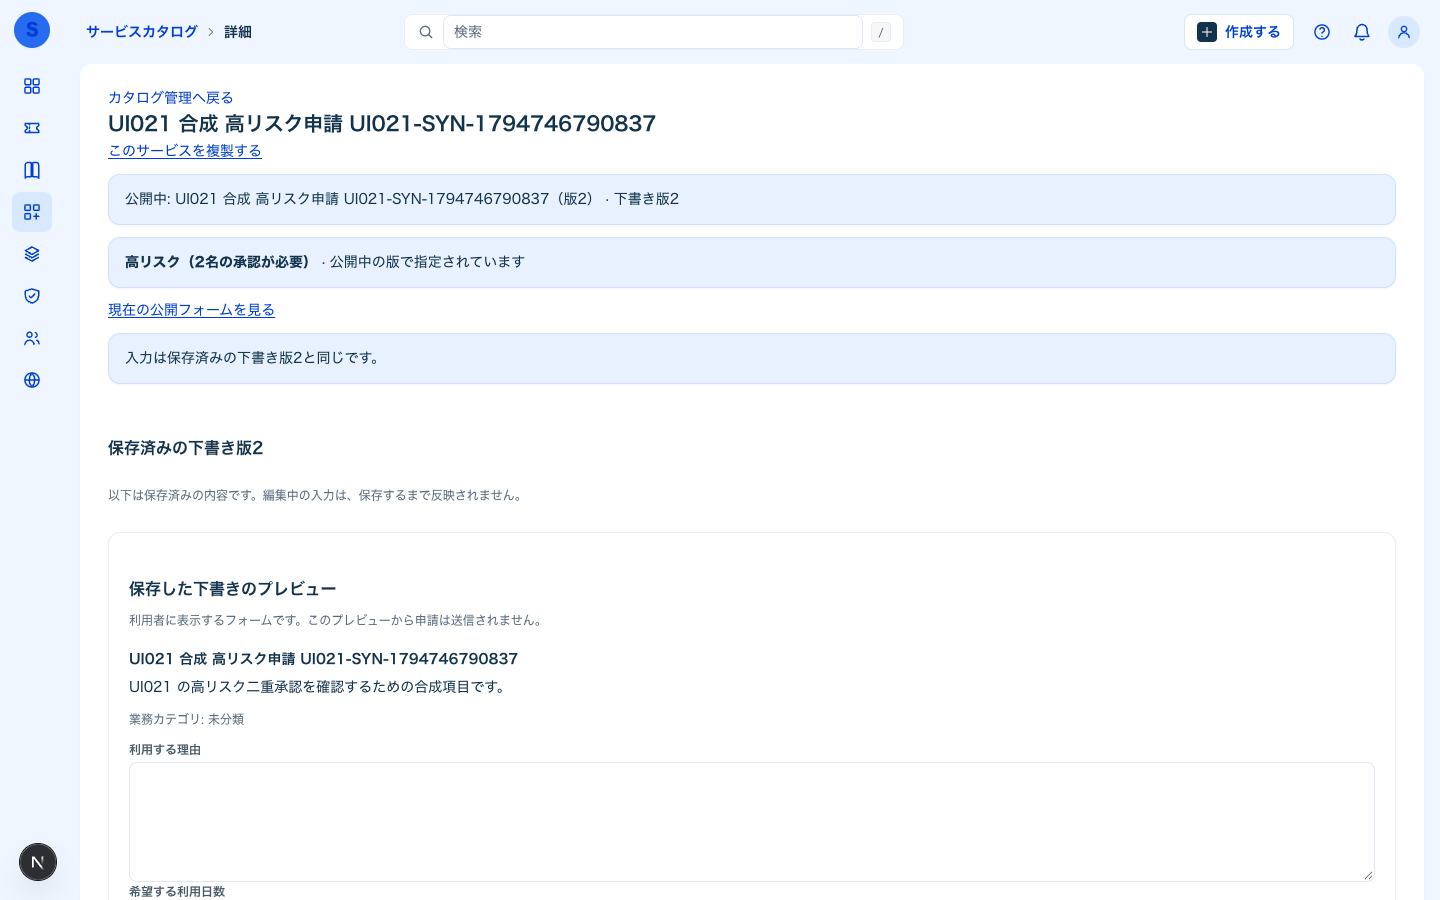 S
サービスカタログ > 詳細
検索
/
作成する
カタログ管理へ戻る
UI021 合成 高リスク申請 UI021-SYN-1794746790837
このサービスを複製する
公開中: UI021 合成 高リスク申請 UI021-SYN-1794746790837（版2） · 下書き版2
高リスク（2名の承認が必要） · 公開中の版で指定されています
現在の公開フォームを見る
入力は保存済みの下書き版2と同じです。
保存済みの下書き版2
以下は保存済みの内容です。編集中の入力は、保存するまで反映されません。
保存した下書きのプレビュー
利用者に表示するフォームです。このプレビューから申請は送信されません。
UI021 合成 高リスク申請 UI021-SYN-1794746790837
UI021 の高リスク二重承認を確認するための合成項目です。
業務カテゴリ: 未分類
利用する理由
N
希望する利用日数